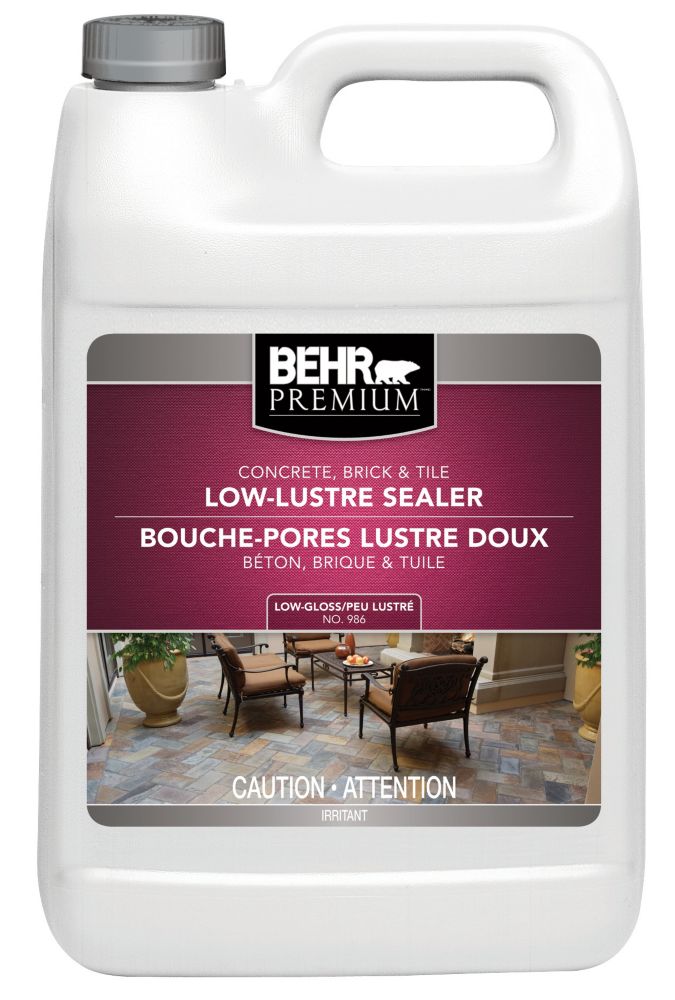 BEHR
PREMIUM™
CONCRETE, BRICK & TILE
LOW-LUSTRE SEALER
BOUCHE-PORES LUSTRE DOUX
BÉTON, BRIQUE & TUILE
LOW-GLOSS/PEU LUSTRÉ
NO. 986
CAUTION • ATTENTION
IRRITANT